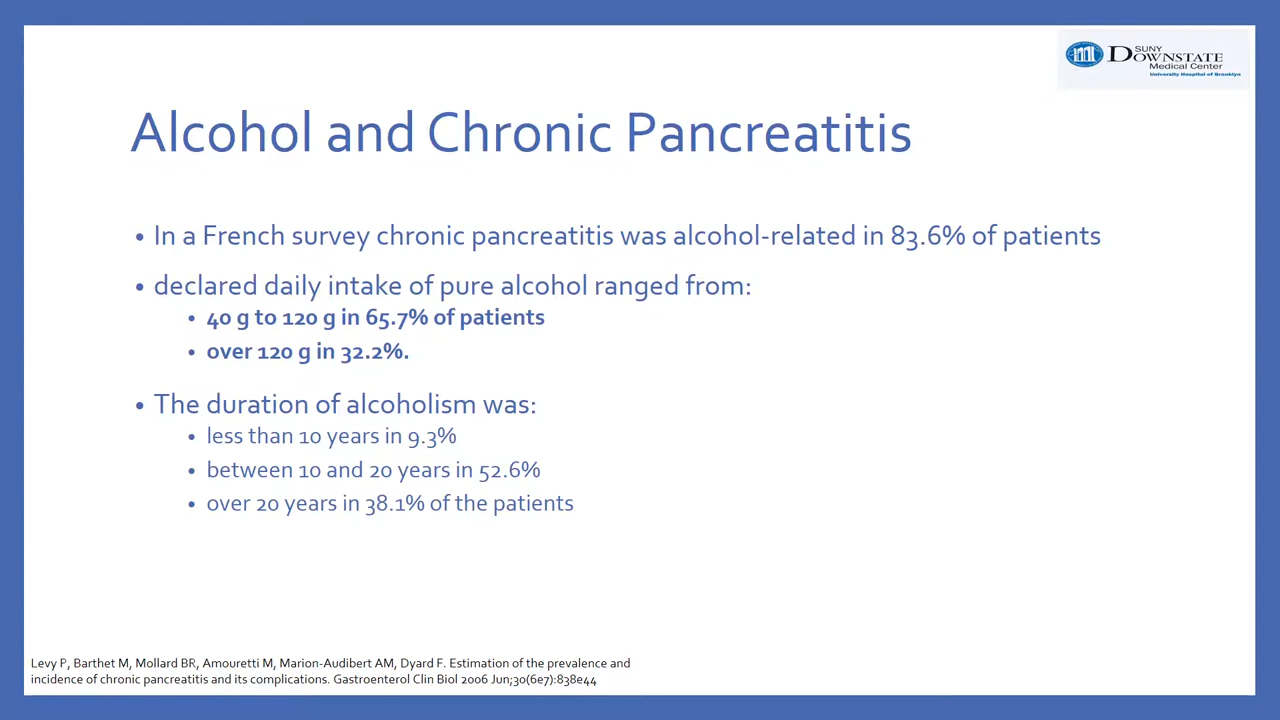 SUNY
DOWNSTATE
Medical Center
University Hospital of Brooklyn
Alcohol and Chronic Pancreatitis
• In a French survey chronic pancreatitis was alcohol-related in 83.6% of patients
• declared daily intake of pure alcohol ranged from:
• 40 g to 120 g in 65.7% of patients
• over 120 g in 32.2%.
• The duration of alcoholism was:
• less than 10 years in 9.3%
• between 10 and 20 years in 52.6%
• over 20 years in 38.1% of the patients
Levy P, Barthet M, Mollard BR, Amouretti M, Marion-Audibert AM, Dyard F. Estimation of the prevalence and
incidence of chronic pancreatitis and its complications. Gastroenterol Clin Biol 2006 Jun;30(6e7):838e44